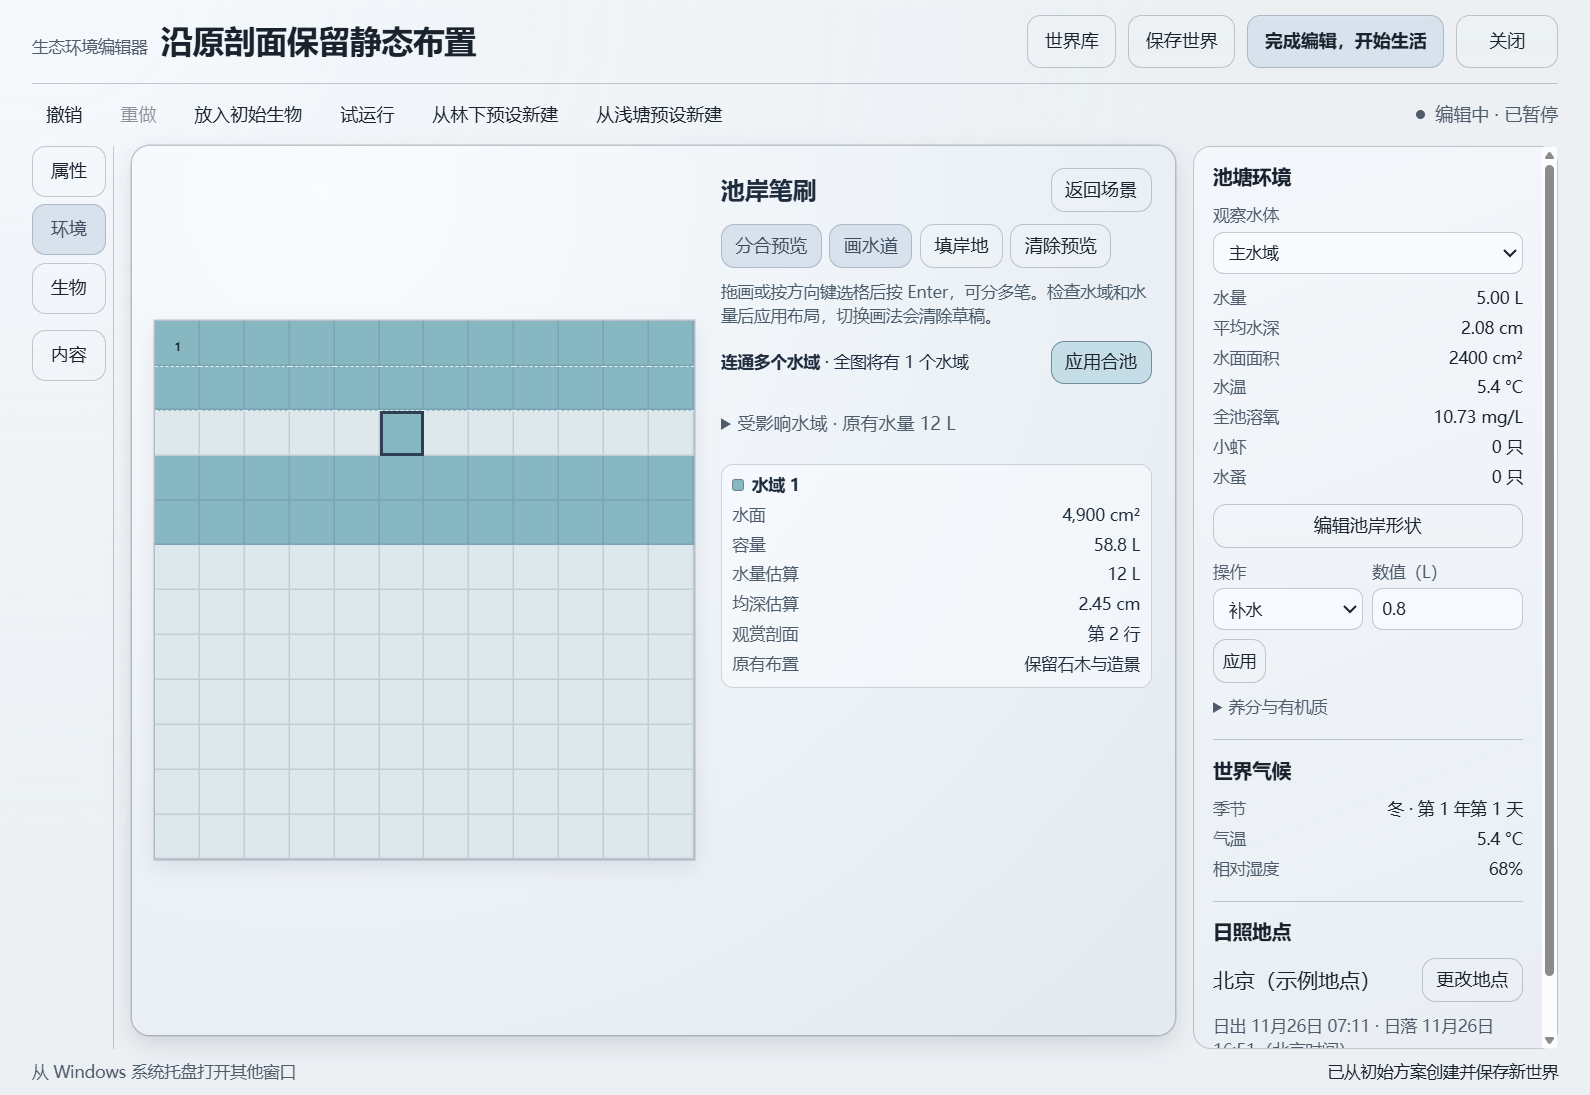 生态环境编辑器 沿原剖面保留静态布置 世界库 保存世界 完成编辑，开始生活 关闭
撤销 重做 放入初始生物 试运行 从林下预设新建 从浅塘预设新建 编辑中 · 已暂停
属性
环境
生物
内容
1
池岸笔刷 返回场景
分合预览 画水道 填岸地 清除预览
拖画或按方向键选格后按 Enter，可分多笔。检查水域和水
量后应用布局，切换画法会清除草稿。
连通多个水域 · 全图将有 1 个水域 应用合池
▶ 受影响水域 · 原有水量 12 L
水域 1
水面 4,900 cm²
容量 58.8 L
水量估算 12 L
均深估算 2.45 cm
观赏剖面 第 2 行
原有布置 保留石木与造景
池塘环境
观察水体
主水域
水量 5.00 L
平均水深 2.08 cm
水面面积 2400 cm²
水温 5.4 °C
全池溶氧 10.73 mg/L
小虾 0 只
水蚤 0 只
编辑池岸形状
操作 数值（L）
补水 0.8
应用
▶ 养分与有机质
世界气候
季节 冬 · 第 1 年第 1 天
气温 5.4 °C
相对湿度 68%
日照地点
北京（示例地点） 更改地点
日出 11月26日 07:11 · 日落 11月26日
16:51（北京时间）
从 Windows 系统托盘打开其他窗口 已从初始方案创建并保存新世界